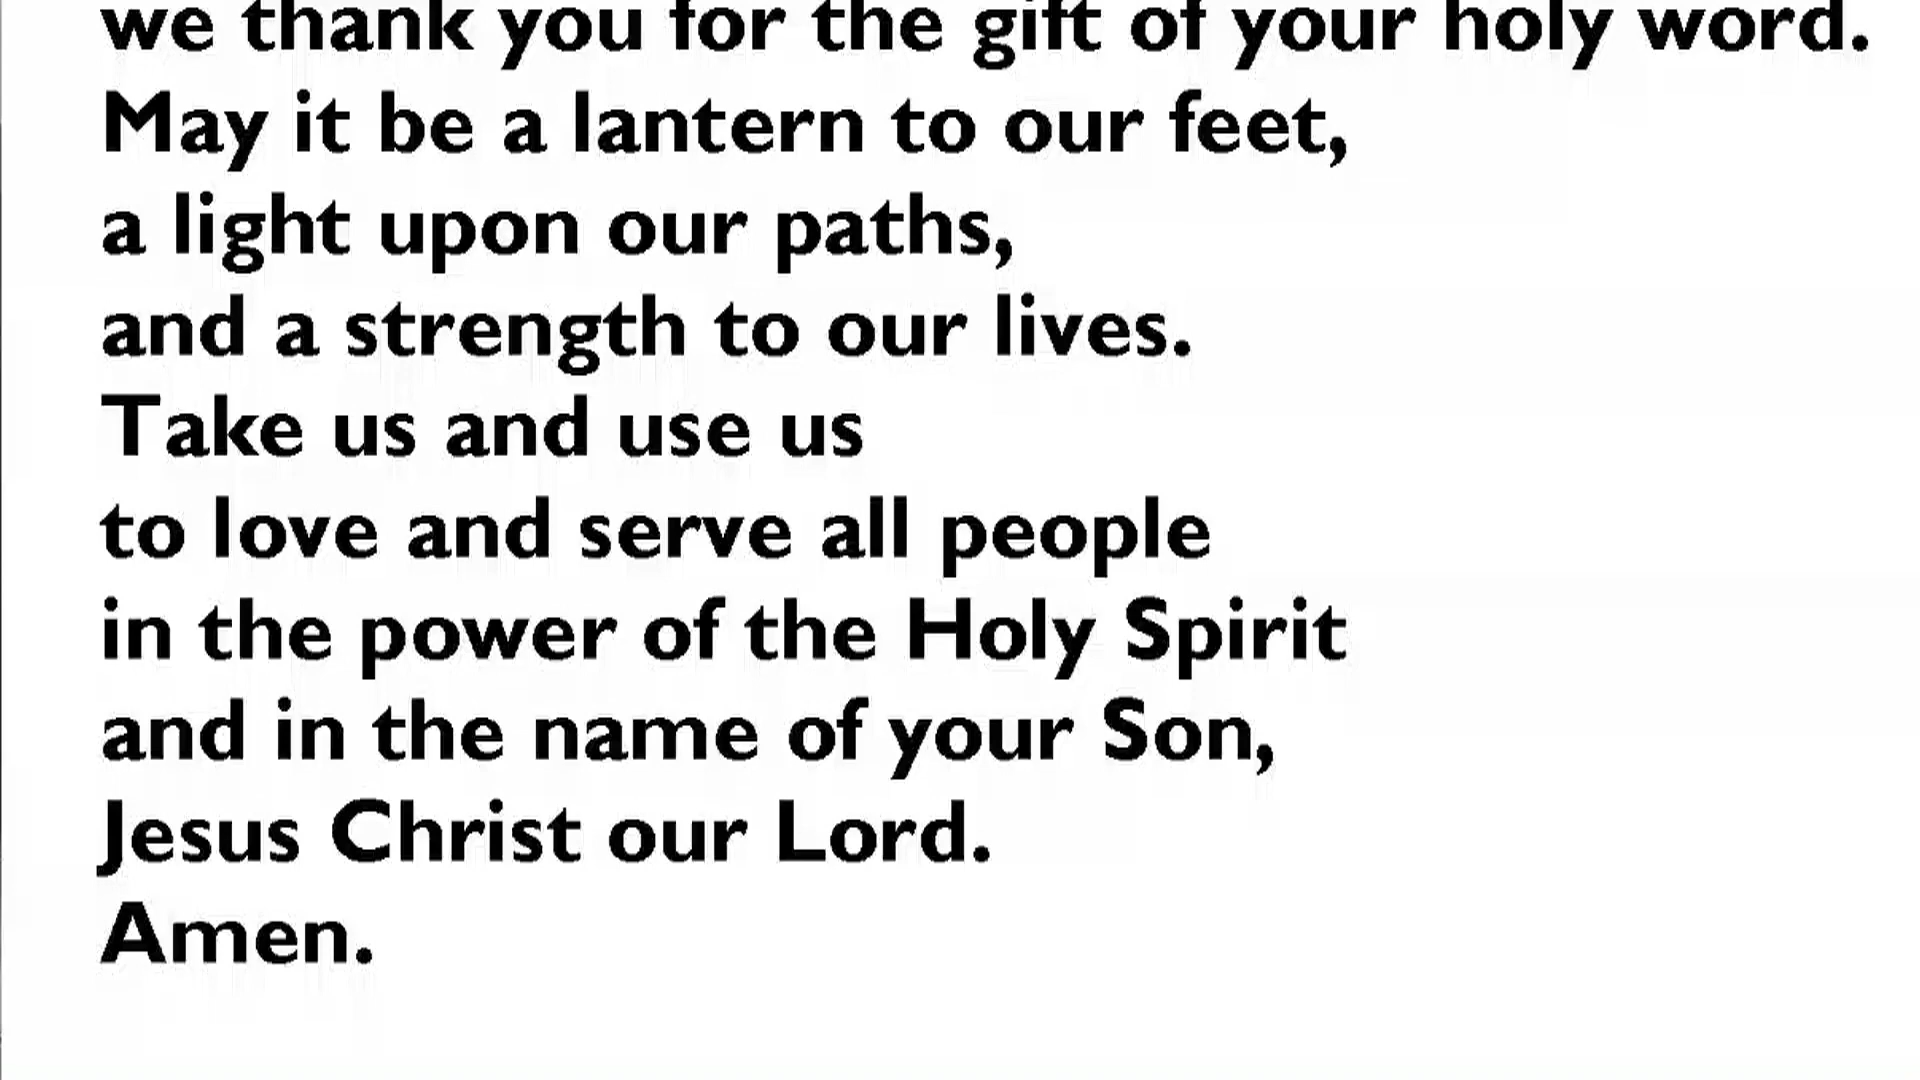 we thank you for the gift of your holy word.
May it be a lantern to our feet,
a light upon our paths,
and a strength to our lives.
Take us and use us
to love and serve all people
in the power of the Holy Spirit
and in the name of your Son,
Jesus Christ our Lord.
Amen.